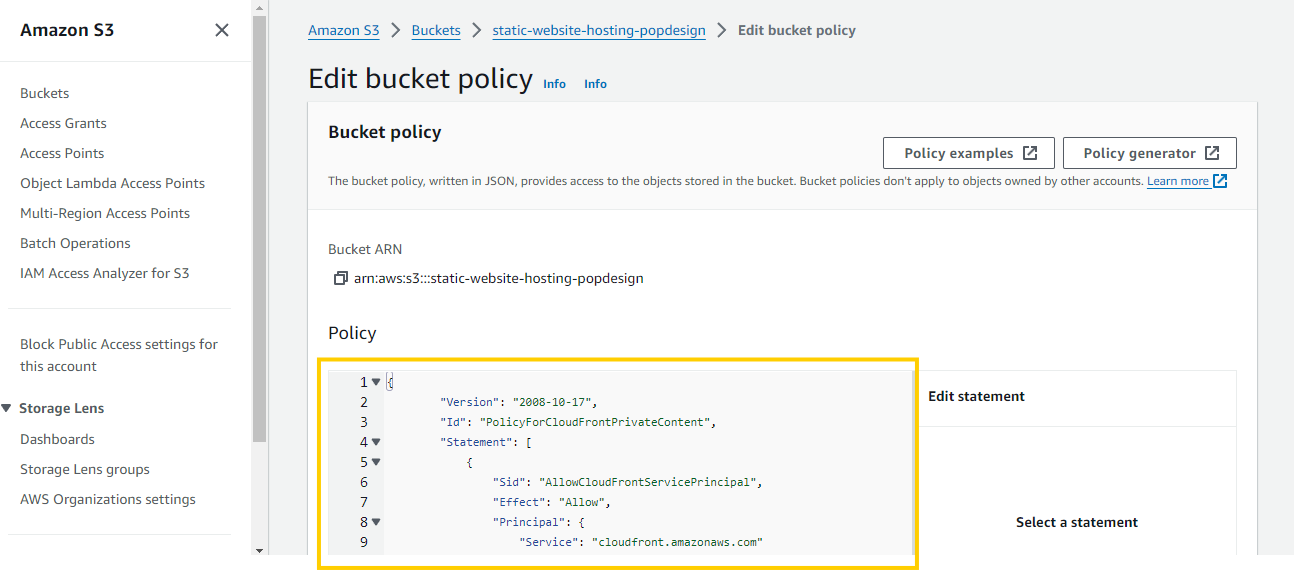 Amazon S3
Buckets
Access Grants
Access Points
Object Lambda Access Points
Multi-Region Access Points
Batch Operations
IAM Access Analyzer for S3
Block Public Access settings for
this account
Storage Lens
Dashboards
Storage Lens groups
AWS Organizations settings
Amazon S3 > Buckets > static-website-hosting-popdesign > Edit bucket policy
Edit bucket policy Info Info
Bucket policy
Policy examples Policy generator
The bucket policy, written in JSON, provides access to the objects stored in the bucket. Bucket policies don't apply to objects owned by other accounts. Learn more
Bucket ARN
arn:aws:s3:::static-website-hosting-popdesign
Policy
1 {
2 "Version": "2008-10-17",
3 "Id": "PolicyForCloudFrontPrivateContent",
4 "Statement": [
5 {
6 "Sid": "AllowCloudFrontServicePrincipal",
7 "Effect": "Allow",
8 "Principal": {
9 "Service": "cloudfront.amazonaws.com"
Edit statement
Select a statement